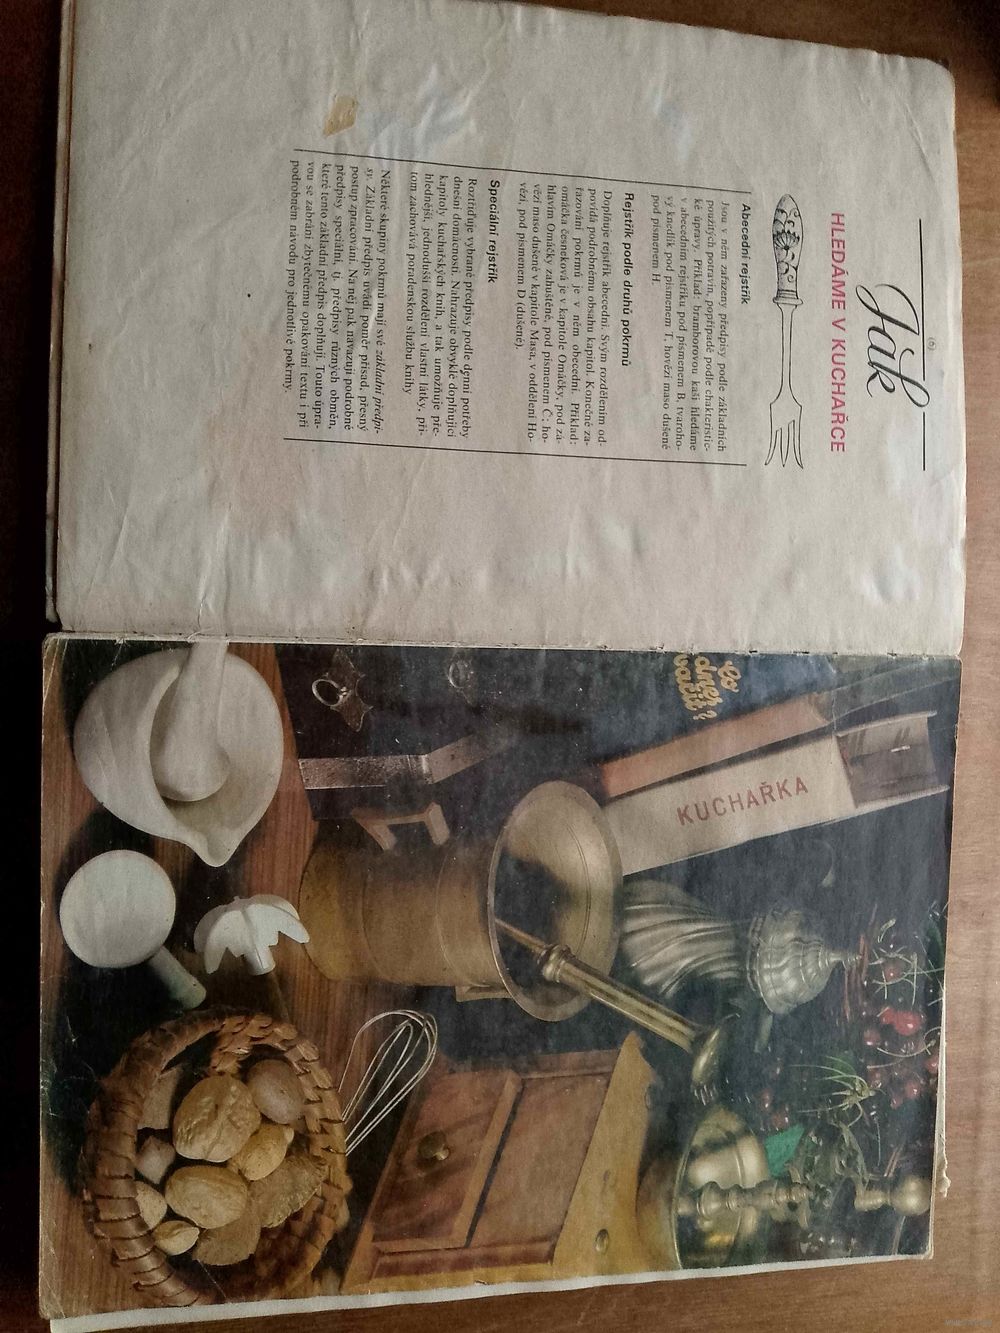 (6)
Jak
HLEDÁME V KUCHAŘCE
Abecední rejstřík
Jsou v něm zařazeny předpisy podle základních
použitých potravin, popřípadě podle chakteristic-
ké úpravy. Příklad: bramborovou kaši hledáme
v abecedním rejstříku pod písmenem B, tvaroho-
vý knedlík pod písmenem T, hovězí maso dušené
pod písmenem H.
Rejstřík podle druhů pokrmů
Doplňuje rejstřík abecední. Svým rozdělením od-
povídá podrobnému obsahu kapitol. Konečné za-
řazování pokrmů je v něm obecední. Příklad:
omáčka česneková je v kapitole Omáčky, pod zá-
hlavím Omáčky zahuštěné, pod písmenem Č; ho-
vězí maso dušené v kapitole Masa, v oddělení Ho-
vězí, pod písmenem D (dušené).
Speciální rejstřík
Roztřiďuje vybrané předpisy podle denní potřeby
dnešní domácnosti. Nahrazuje obvyklé doplňující
kapitoly kuchařských knih, a tak umožňuje pře-
hlednější, jednodušší rozdělení vlastní látky, při-
tom zachovává poradenskou službu knihy
Některé skupiny pokrmů mají své základní předpi-
sy. Základní předpis uvádí poměr přísad, přesný
postup zpracování. Na něj pak navazují podrobné
předpisy speciální, tj. předpisy různých obměn,
které tento základní předpis doplňují. Touto úpra-
vou se zabrání zbytečnému opakování textu i při
podrobném návodu pro jednotlivé pokrmy.
Co
dnes
vařit?
KUCHAŘKA